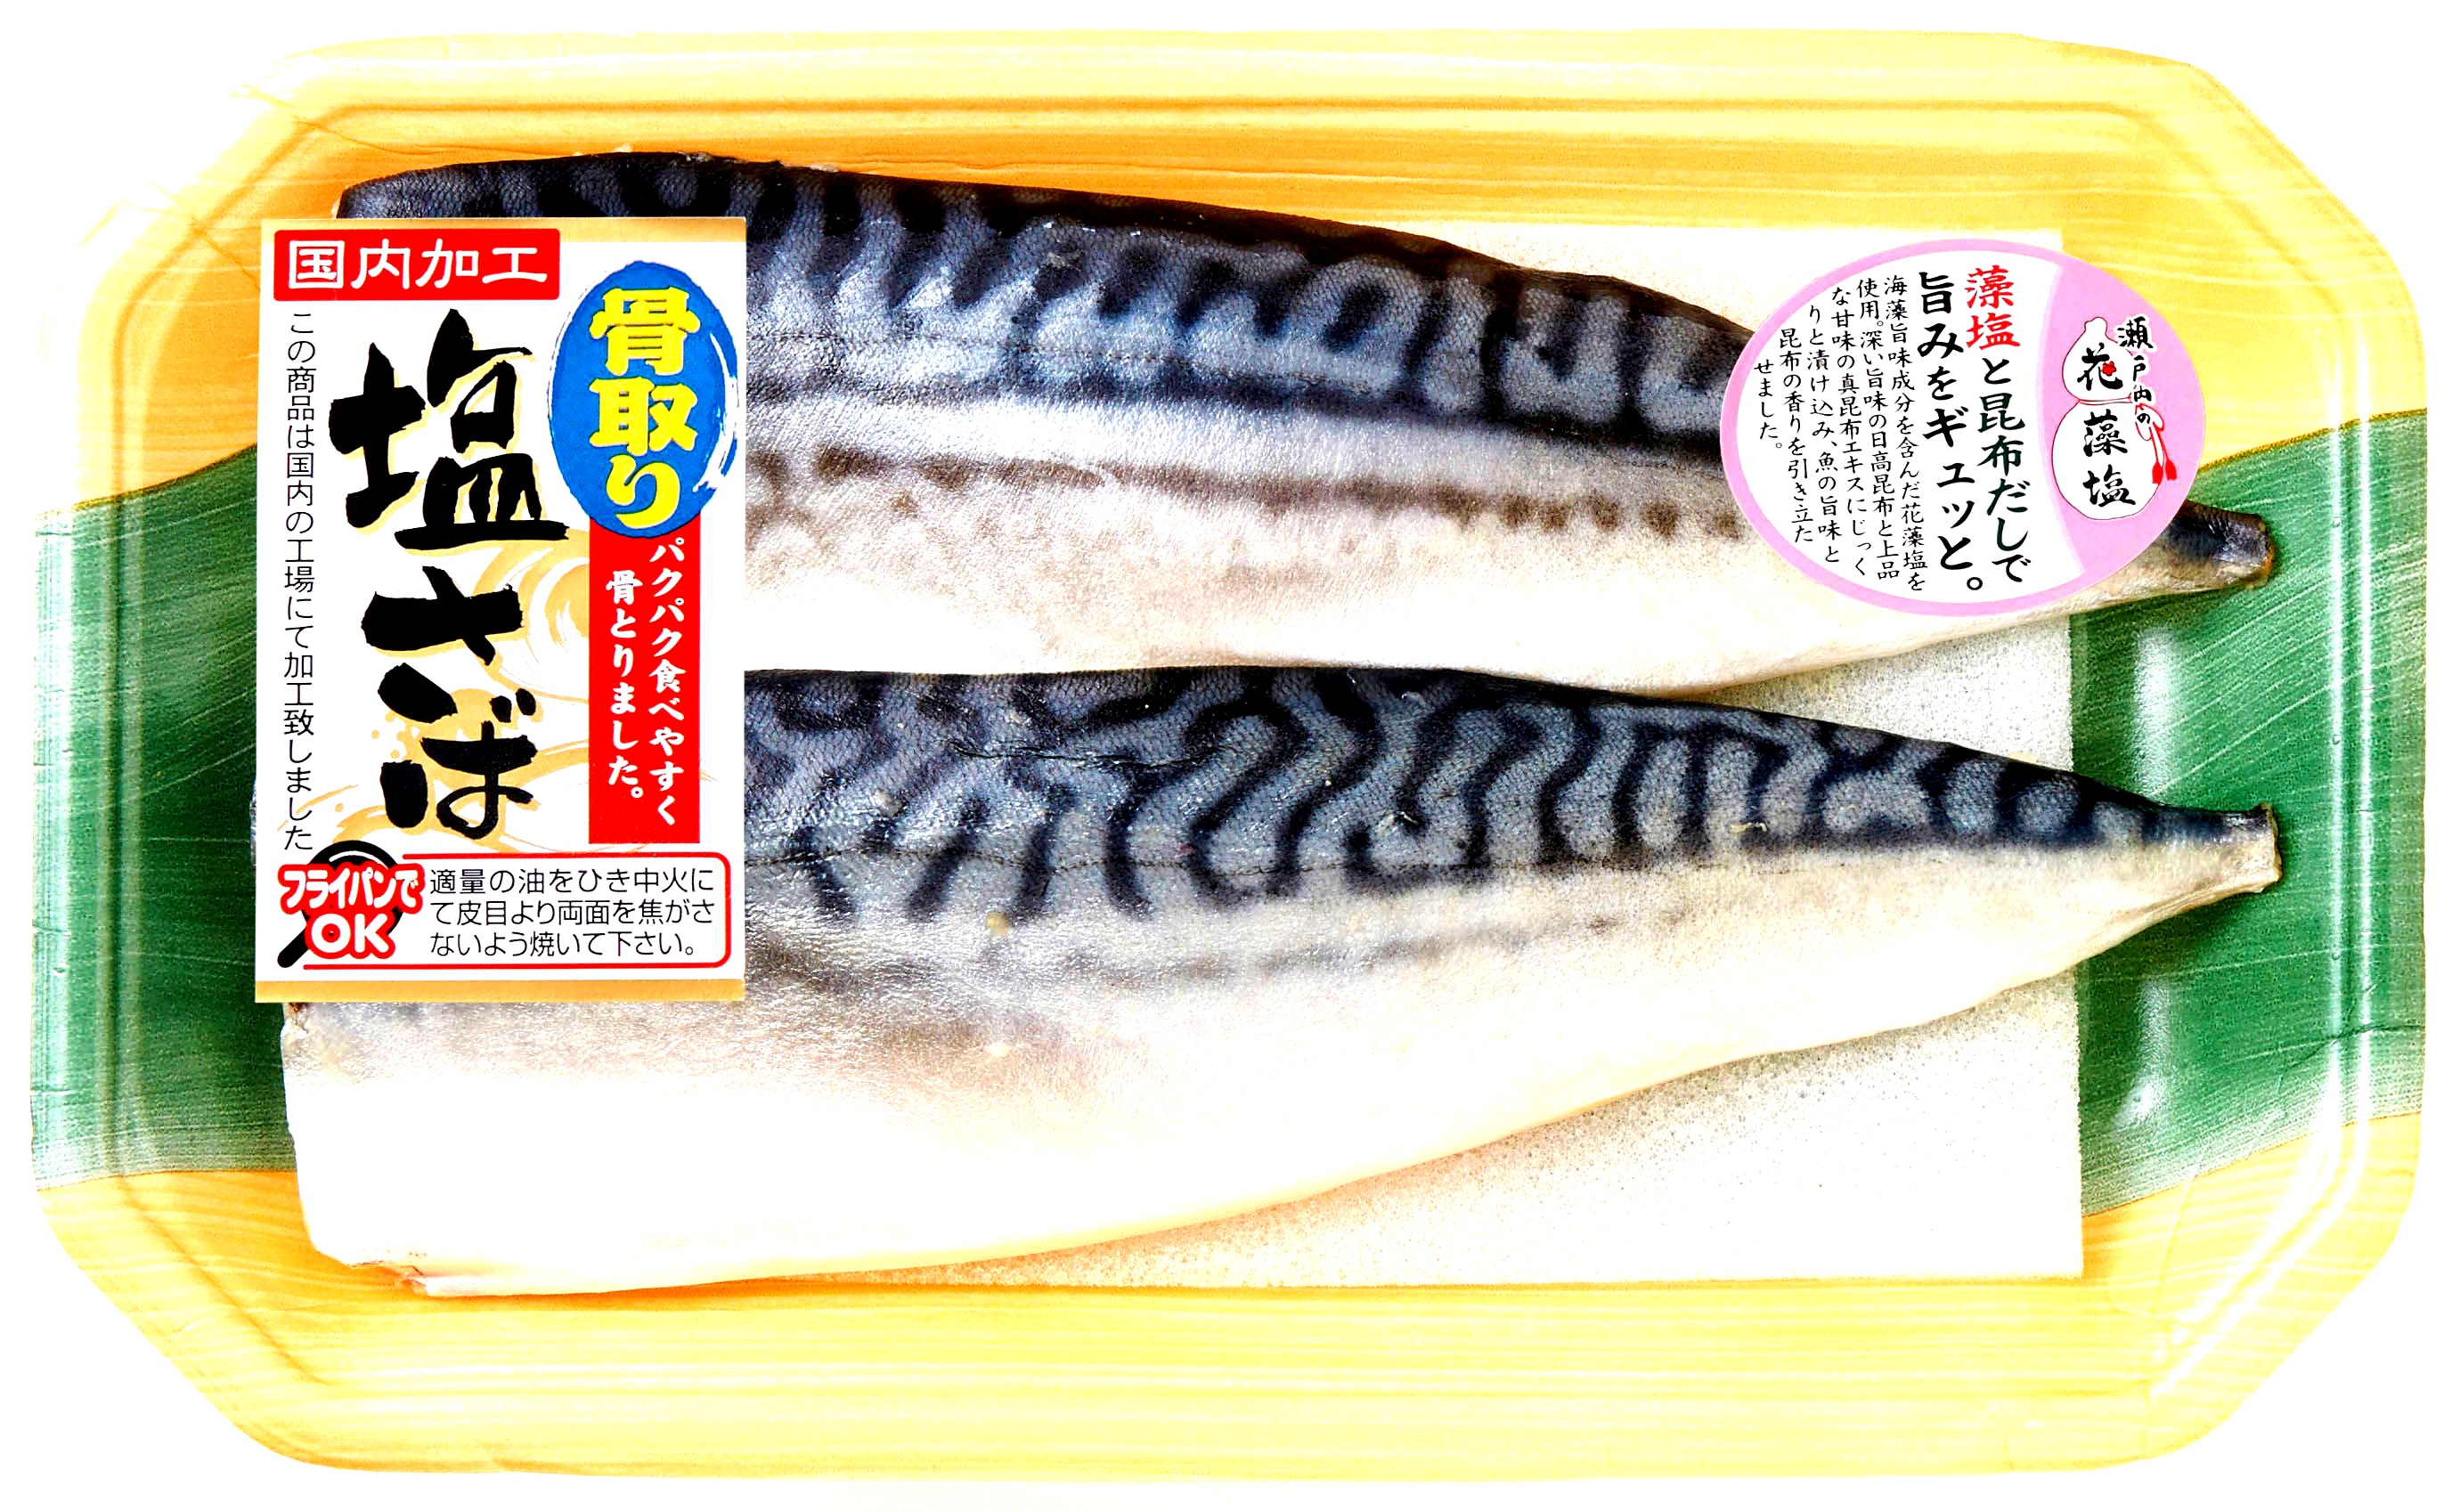 国内加工
骨取り
塩さば
この商品は国内の工場にて加工致しました
パクパク食べやすく
骨とりました。
フライパンで
OK
適量の油をひき中火に
て皮目より両面を焦がさ
ないよう焼いて下さい。
瀬戸内の
花藻塩
藻塩と昆布だしで
旨みをギュッと。
海藻旨味成分を含んだ花藻塩を
使用。深い旨味の日高昆布と上品
な甘味の真昆布エキスにじっく
りと漬け込み、魚の旨味と
昆布の香りを引き立た
せました。